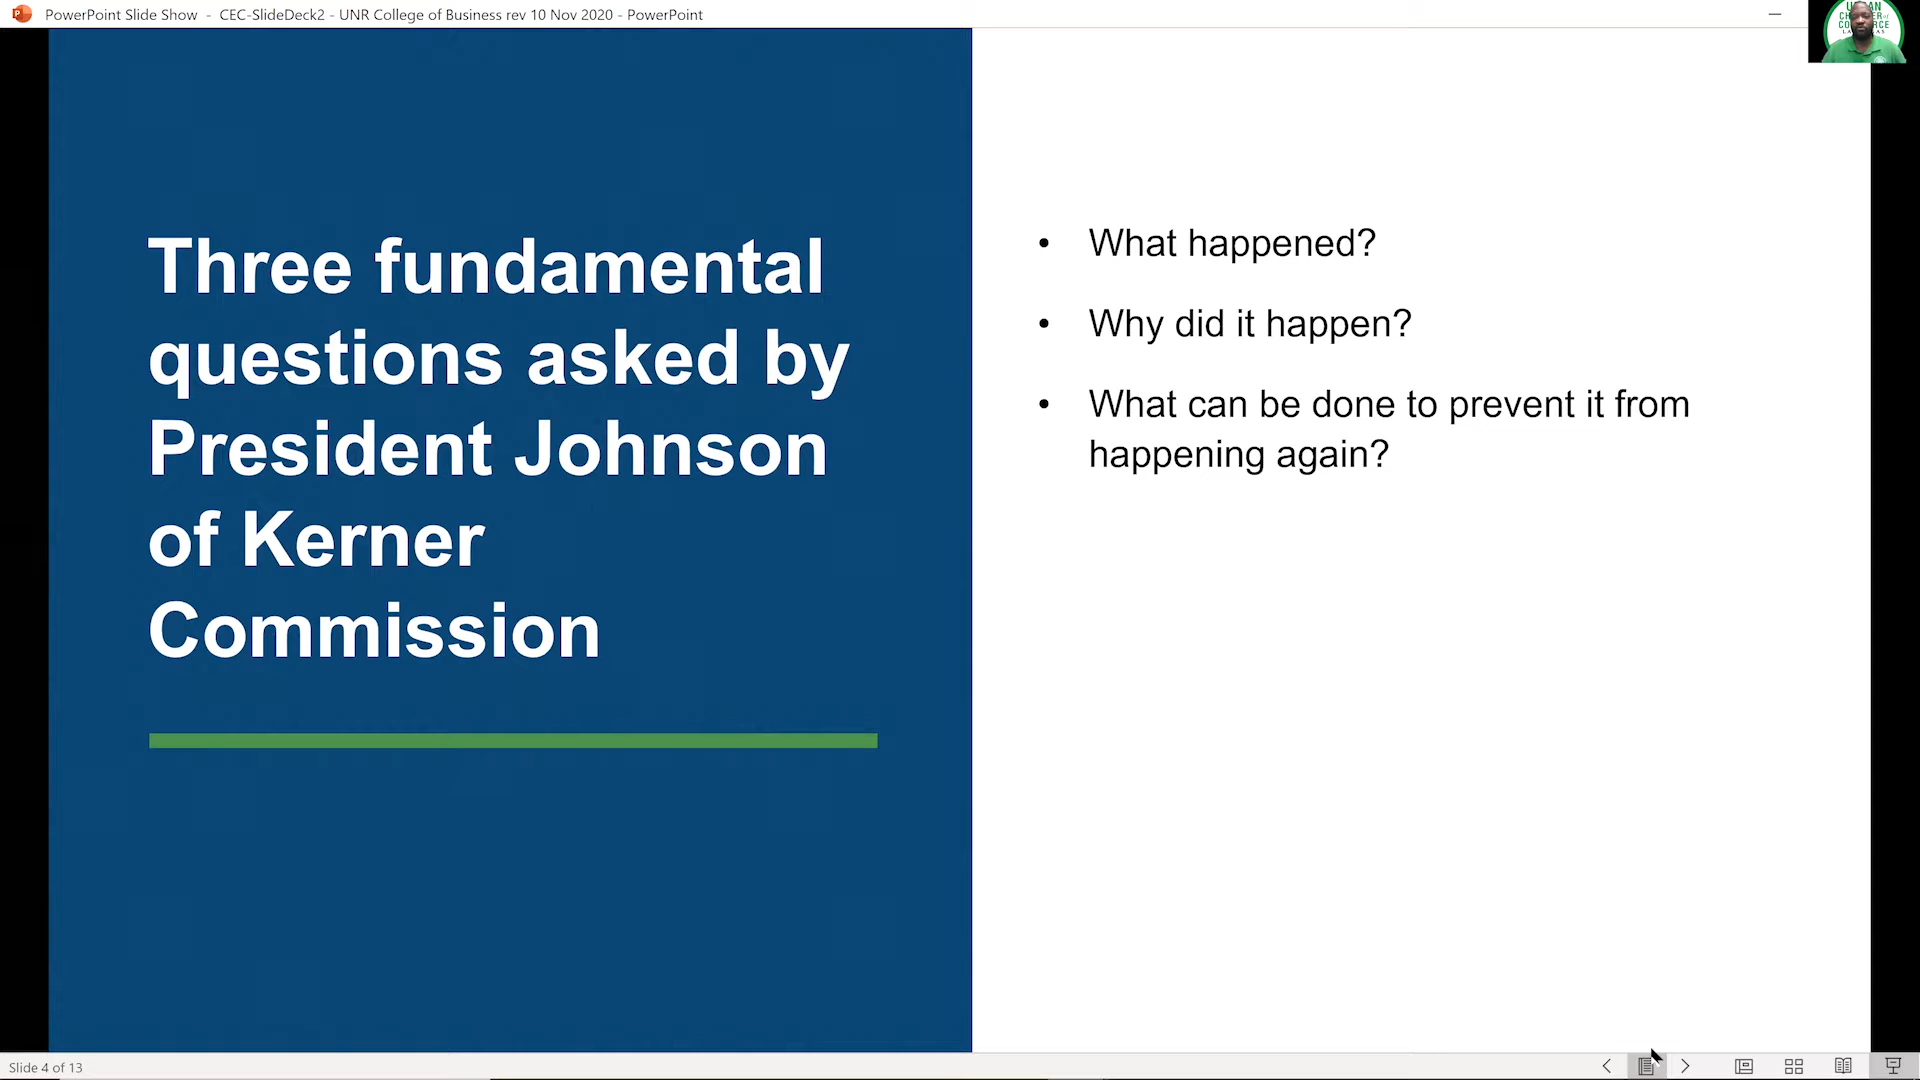 PowerPoint Slide Show - CEC-SlideDeck2 - UNR College of Business rev 10 Nov 2020 - PowerPoint
Three fundamental
questions asked by
President Johnson
of Kerner
Commission
• What happened?
• Why did it happen?
• What can be done to prevent it from
happening again?
Slide 4 of 13